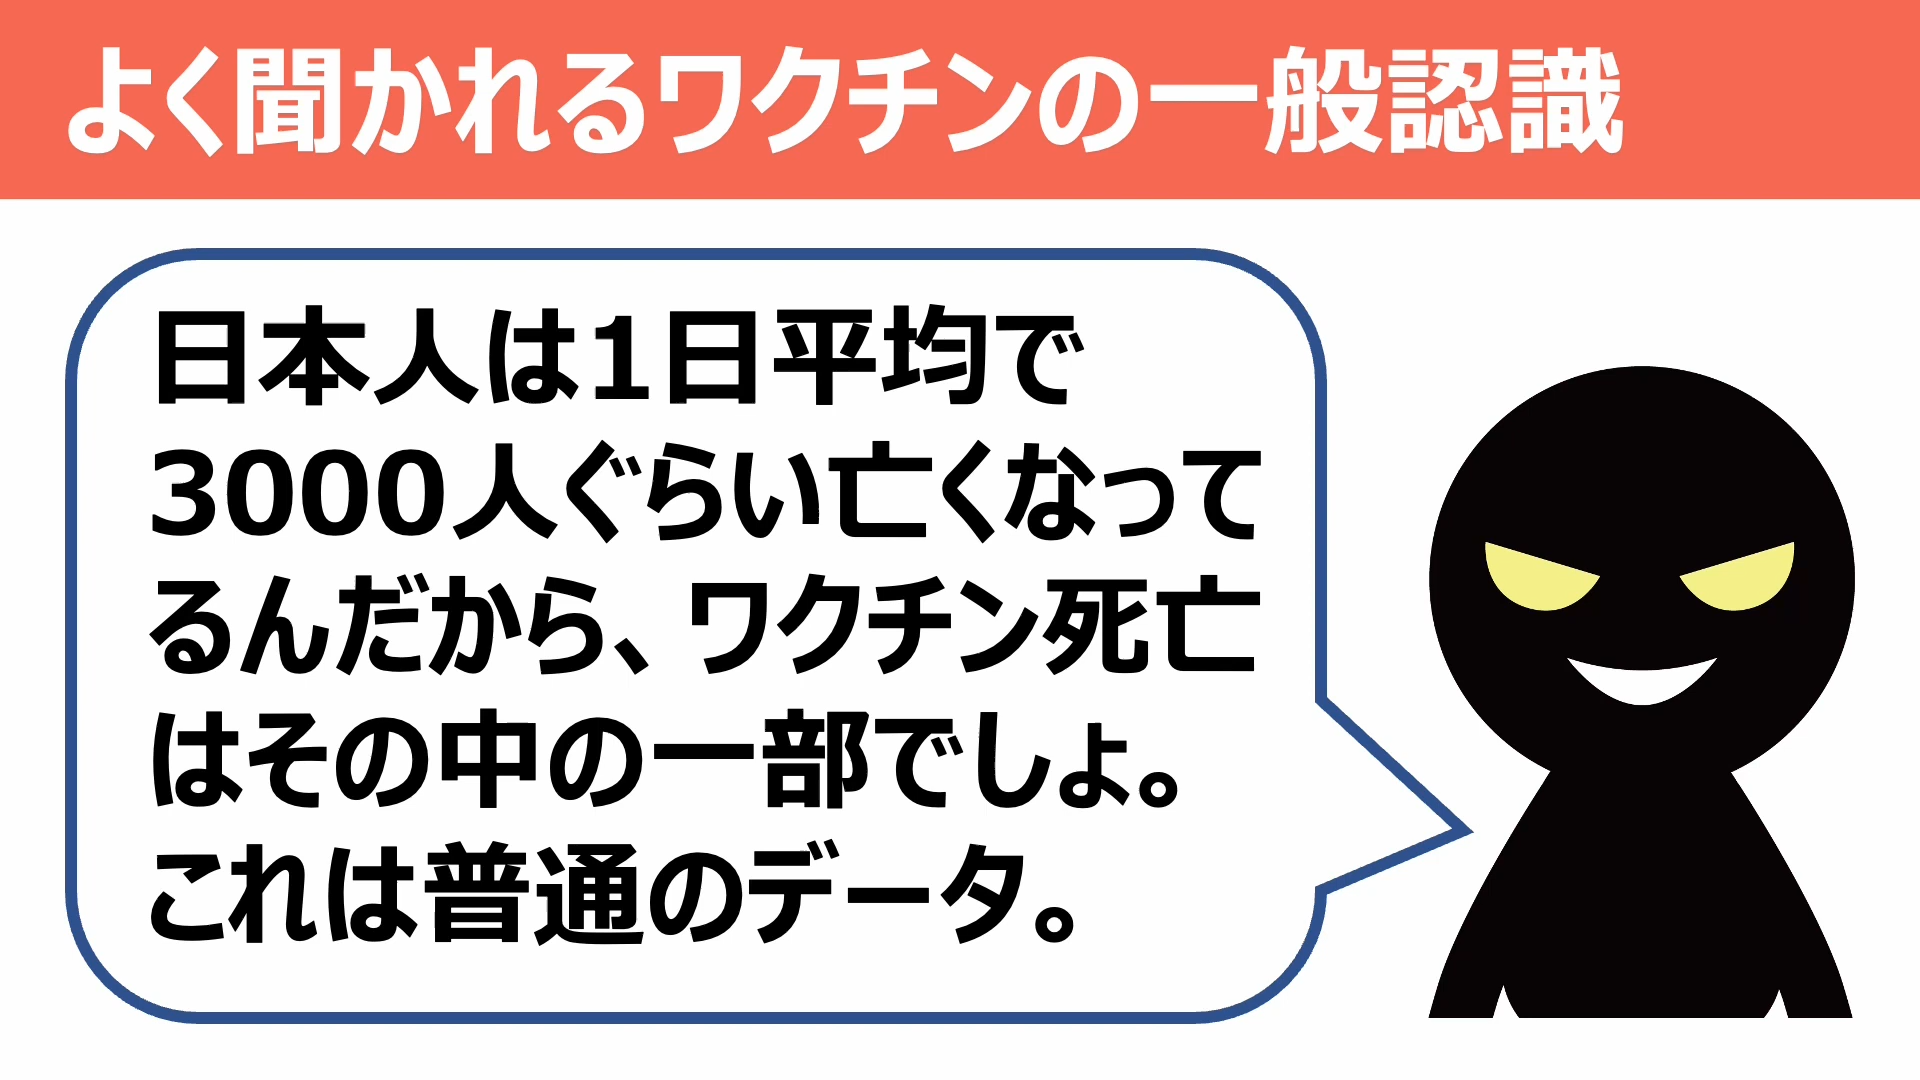 よく聞かれるワクチンの一般認識
日本人は1日平均で
3000人ぐらい亡くなって
るんだから、ワクチン死亡
はその中の一部でしょ。
これは普通のデータ。